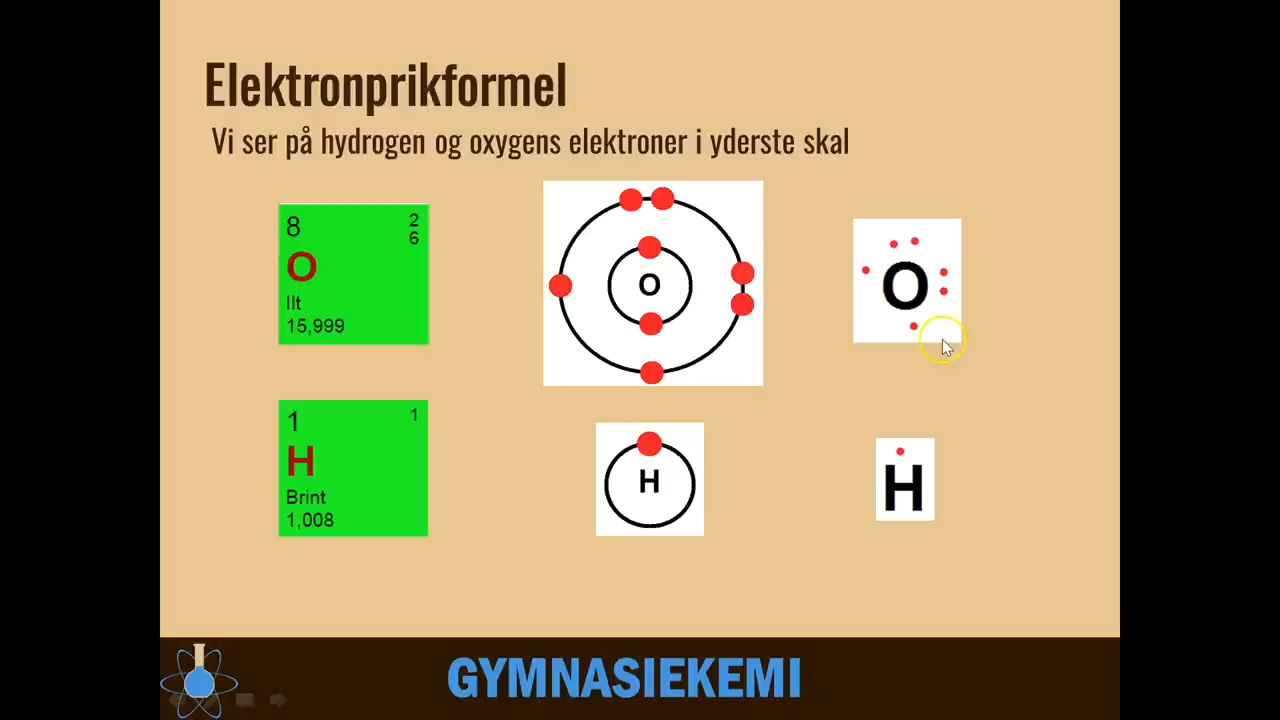 Elektronprikformel
Vi ser på hydrogen og oxygens elektroner i yderste skal
8
2
6
O
Ilt
15,999
O
O
1
1
H
Brint
1,008
H
H
GYMNASIEKEMI